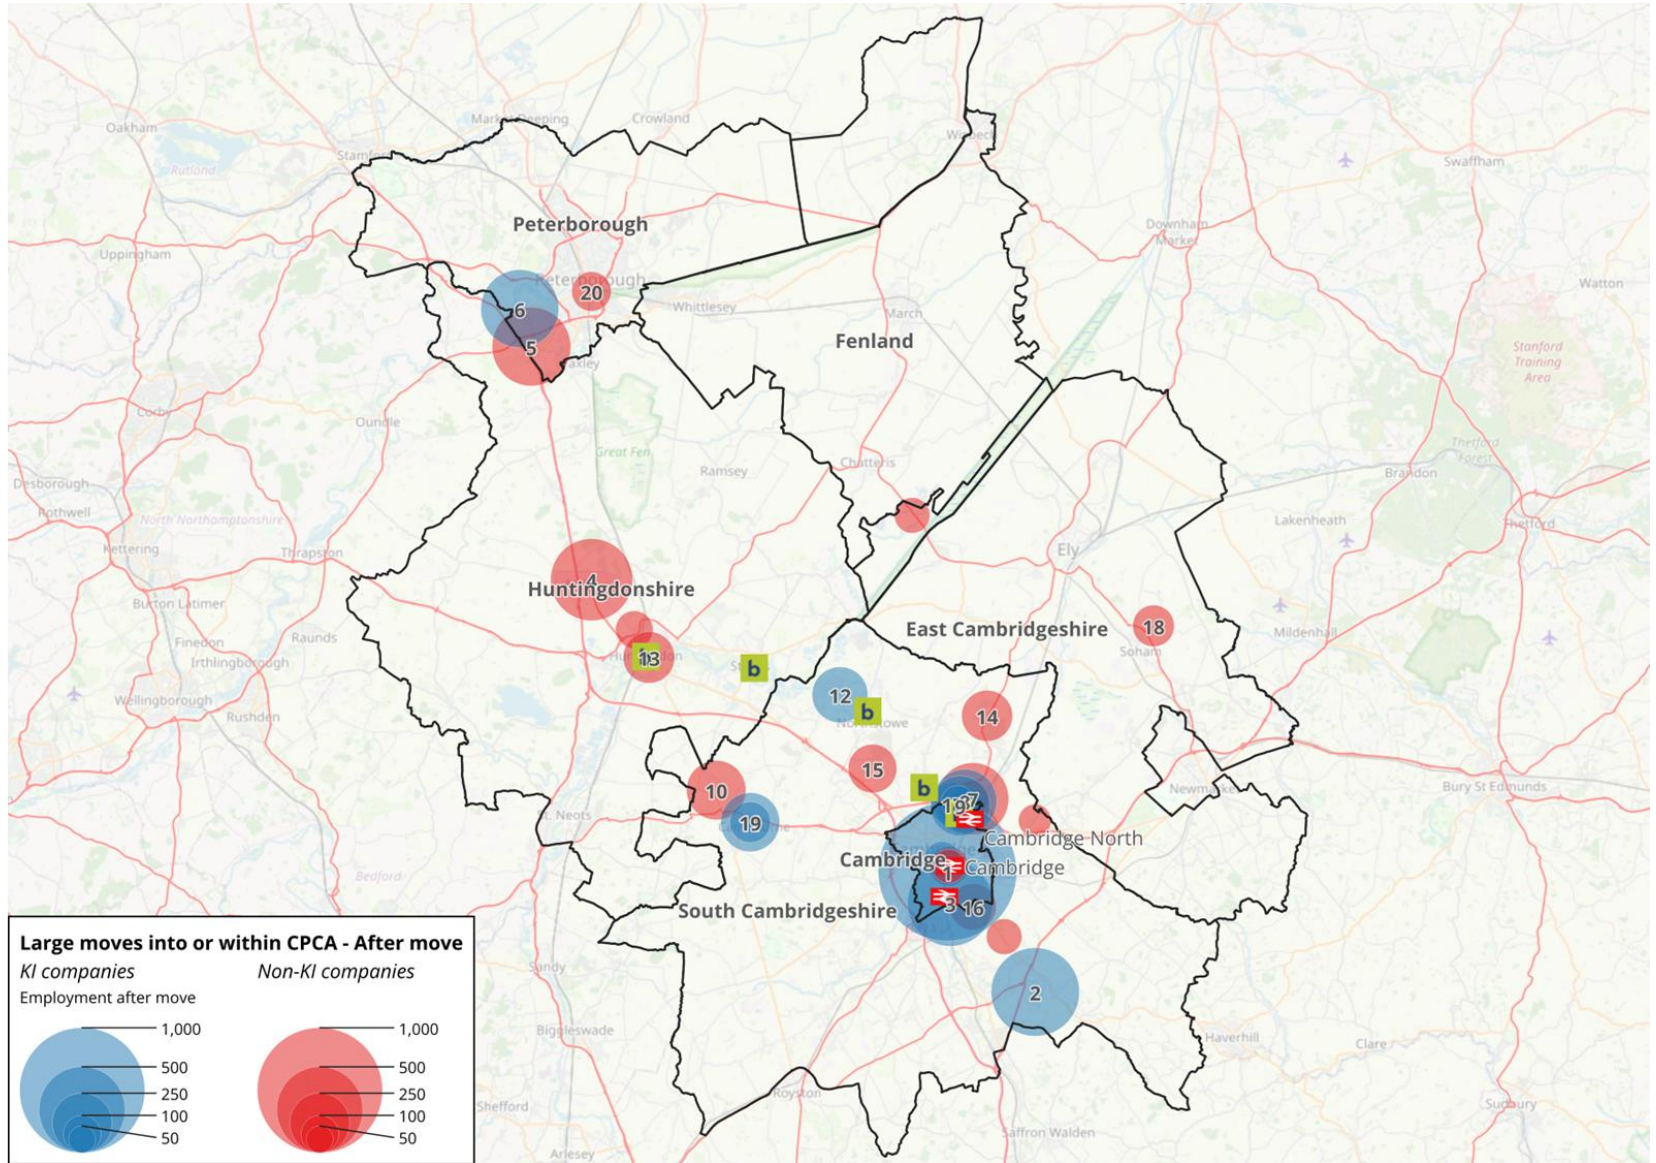 Oakham
Market Deeping
Crowland
Wisbech
Stamford
Rutland
Swaffham
Peterborough
Downham
Market
Uppingham
Peterborough
20
Watton
6
Whittlesey
March
5
Fenland
Stanford
Training
Area
Corby
Oundle
Great Fen
Thetford
Forest
Chatteris
Ramsey
Brandon
Desborough
Rothwell
North Northamptonshire
Lakenheath
Thetford
Kettering
Thrapston
Ely
4
Huntingdonshire
Burton Latimer
East Cambridgeshire
18
Mildenhall
Finedon
Raunds
Soham
Irthlingborough
13
b
Wellingborough
12
b
Rushden
14
Northstowe
15
10
b
Newmarket
Bury St Edmunds
St. Neots
19
Cambridge North
Cambridge
Cambridge
1
Bedford
3
16
South Cambridgeshire
Sandy
2
Biggleswade
Haverhill
Clare
Royston
Shefford
Sudbury
Saffron Walden
Arlesey
Large moves into or within CPCA - After move
KI companies
Non-KI companies
Employment after move
1,000
1,000
500
500
250
250
100
100
50
50